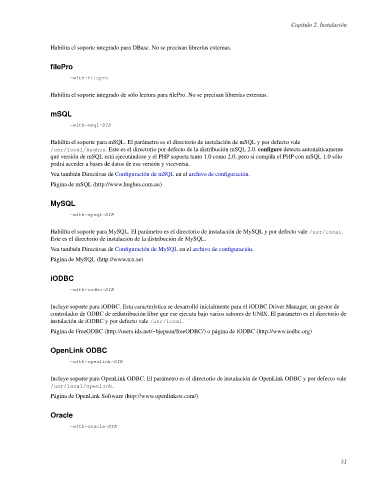 Capítulo 2. Instalación
Habilita el soporte integrado para DBase. No se precisan librerías externas.
filePro
--with-filepro
Habilita el soporte integrado de sólo lectura para filePro. No se precisan librerías externas.
mSQL
--with-msql=DIR
Habilita el soporte para mSQL. El parámetro es el directorio de instalación de mSQL y por defecto vale
/usr/local/Hughes. Este es el directorio por defecto de la distribución mSQL 2.0. configure detecta automáticamente
qué versión de mSQL está ejecutándose y el PHP soporta tanto 1.0 como 2.0, pero si compila el PHP con mSQL 1.0 sólo
podrá acceder a bases de datos de esa versión y viceversa.
Vea también Directivas de Configuración de mSQL en el archivo de configuración.
Página de mSQL (http://www.hughes.com.au)
MySQL
--with-mysql=DIR
Habilita el soporte para MySQL. El parámetro es el directorio de instalación de MySQL y por defecto vale /usr/local.
Este es el directorio de instalación de la distribución de MySQL.
Vea también Directivas de Configuración de MySQL en el archivo de configuración.
Página de MySQL (http://www.tcx.se)
iODBC
--with-iodbc=DIR
Incluye soporte para iODBC. Esta característica se desarrolló inicialmente para el iODBC Driver Manager, un gestor de
controlador de ODBC de redistribución libre que ese ejecuta bajo varios sabores de UNIX. El parámetro es el directorio de
instalación de iODBC y por defecto vale /usr/local.
Página de FreeODBC (http://users.ids.net/~bjepson/freeODBC/) o página de iODBC (http://www.iodbc.org)
OpenLink ODBC
--with-openlink=DIR
Incluye soporte para OpenLink ODBC. El parámetro es el directorio de instalación de OpenLink ODBC y por defecto vale
/usr/local/openlink.
Página de OpenLink Software (http://www.openlinksw.com/)
Oracle
--with-oracle=DIR
51